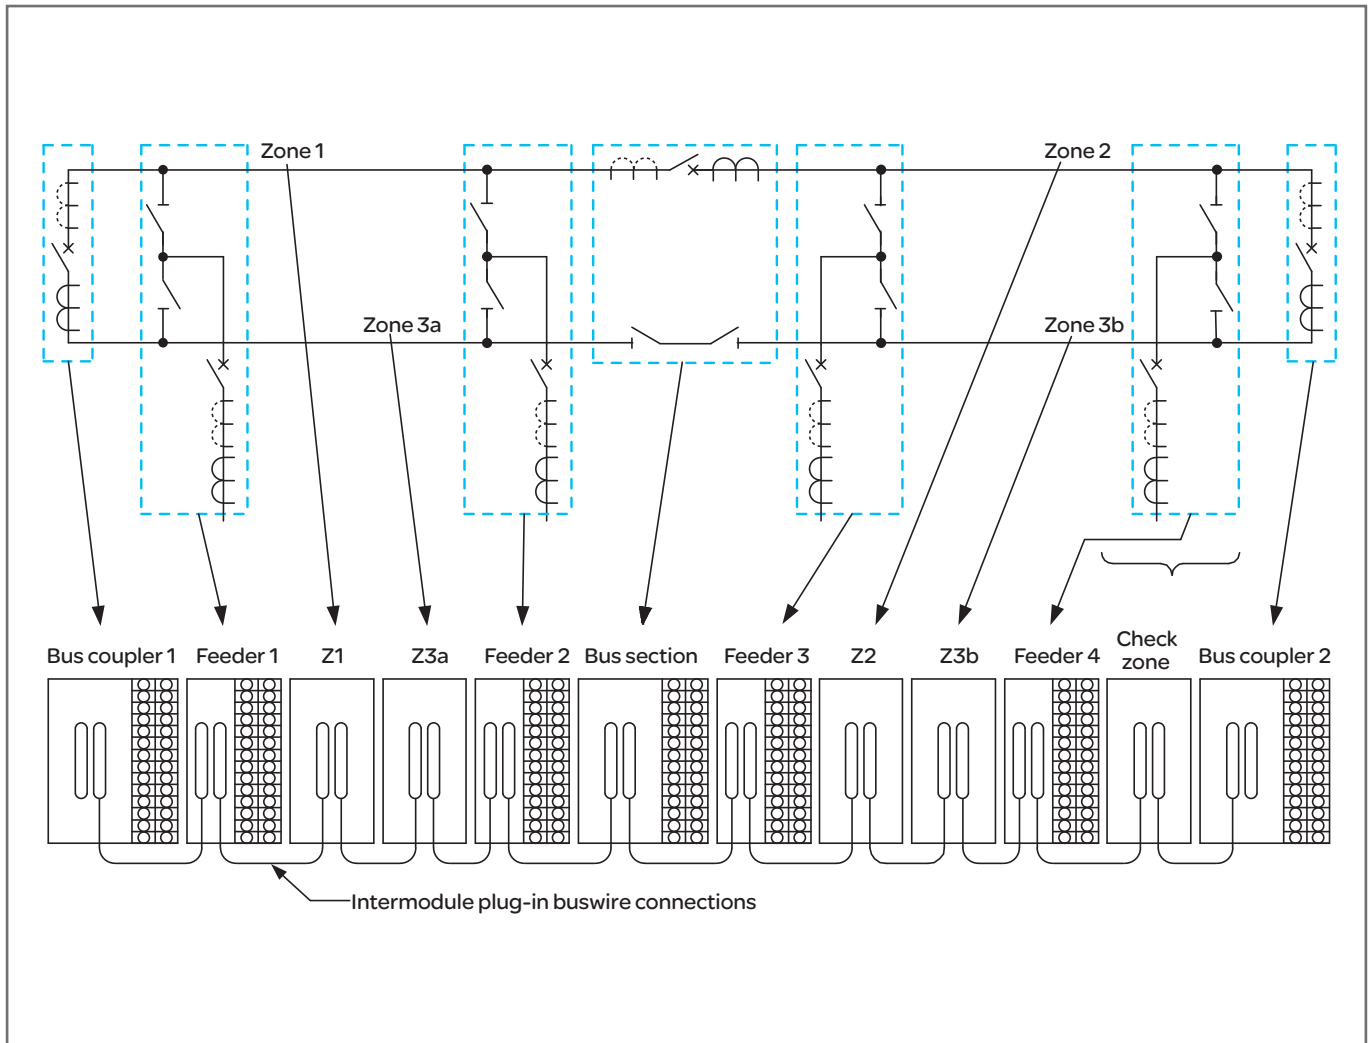 Zone 1
Zone 2
Zone 3a
Zone 3b
Bus coupler 1
Feeder 1
Z1
Z3a
Feeder 2
Bus section
Feeder 3
Z2
Z3b
Feeder 4
Check
zone
Bus coupler 2
Intermodule plug-in buswire connections